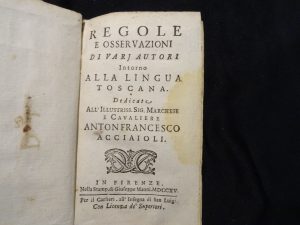 REGOLE
E OSSERVAZIONI
DI VARJ AUTORI
Intorno
ALLA LINGUA
TOSCANA.
Dedicate
ALL'ILLUSTRISS. SIG. MARCHESE
E CAVALIERE
ANTONFRANCESCO
ACCIAIOLI.
IN FIRENZE,
Nella Stamp. di Giuseppe Manni. MDCCXV.
Per il Carlieri, all' Insegna di San Luigi.
Con Licenza de' Superiori.